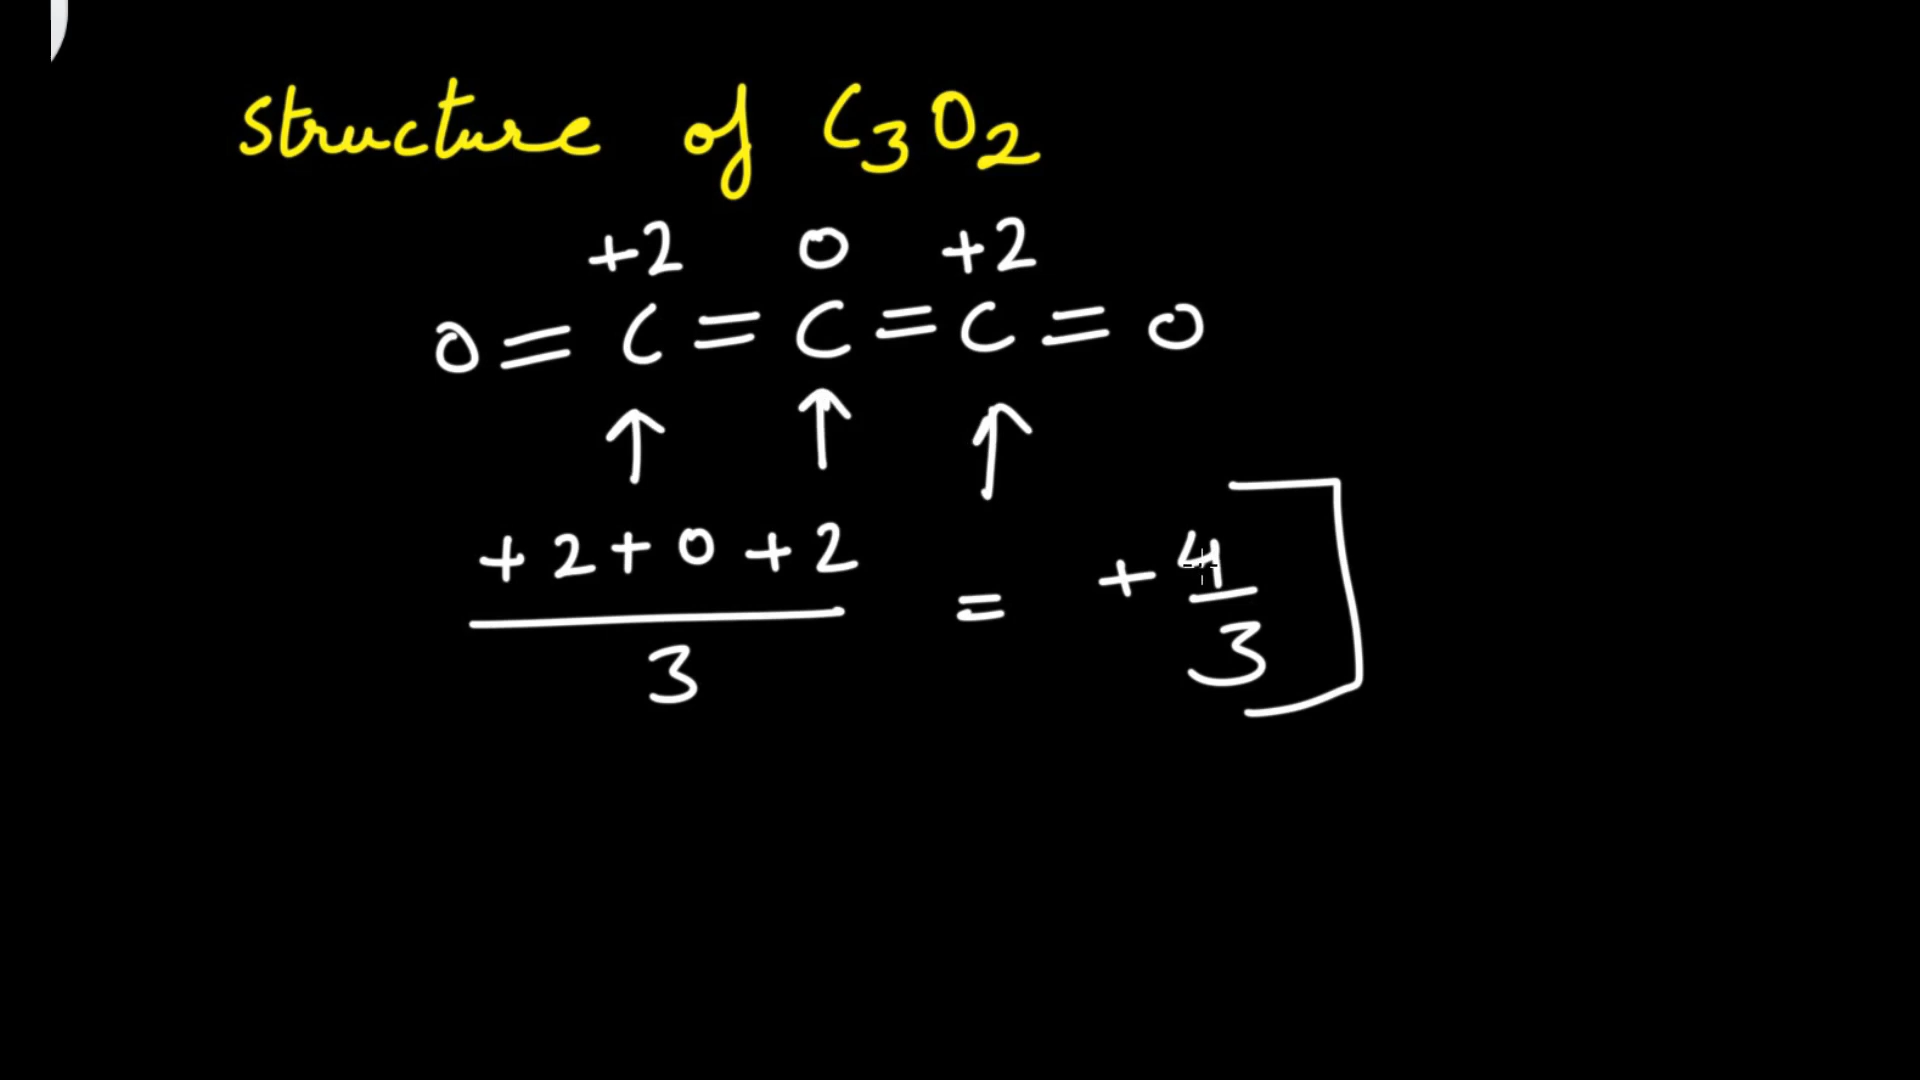 Structure of C3O2
+2 0 +2
O = C = C = C = O
↑ ↑ ↑
+2+0+2
3
= +4/3 ]